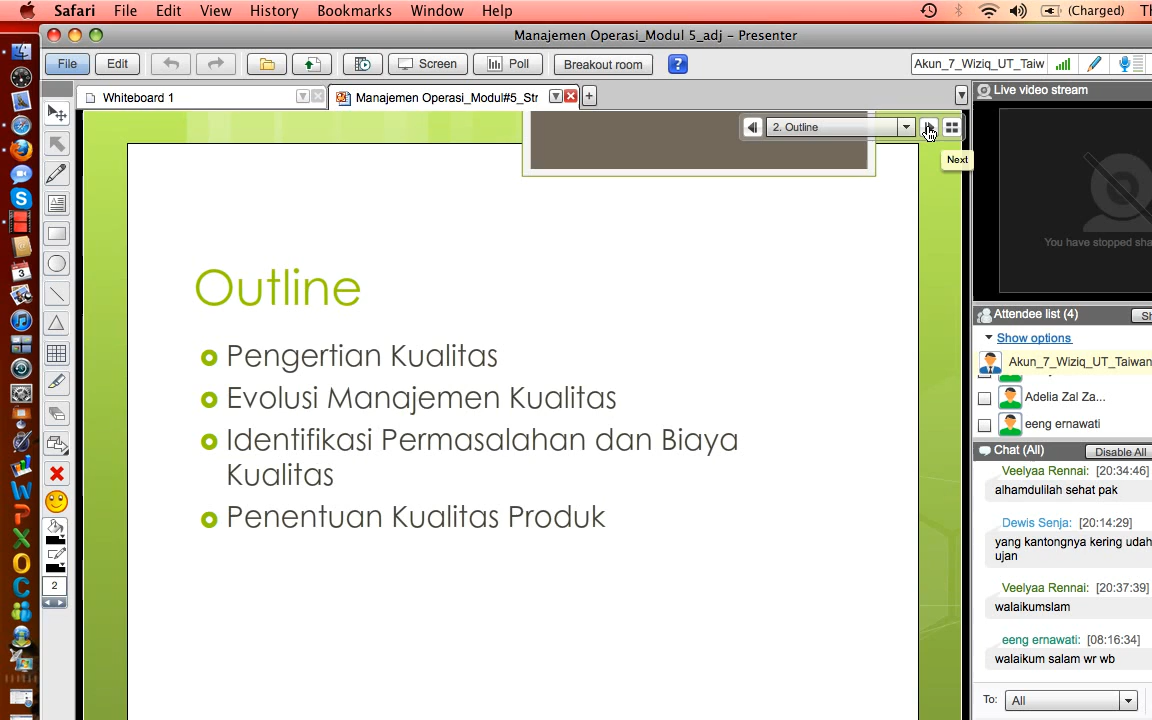 Safari File Edit View History Bookmarks Window Help (Charged)
Manajemen Operasi_Modul 5_adj - Presenter
File Edit Screen Poll Breakout room ? Akun_7_Wiziq_UT_Taiw
Whiteboard 1 Manajemen Operasi_Modul#5_Str
Live video stream
2. Outline
Next
You have stopped sha
Outline
Pengertian Kualitas
Evolusi Manajemen Kualitas
Identifikasi Permasalahan dan Biaya
Kualitas
Penentuan Kualitas Produk
2
Attendee list (4) Sh
Show options
Akun_7_Wiziq_UT_Taiwan
Adelia Zal Za...
eeng ernawati
Chat (All) Disable All
Veelyaa Rennai: [20:34:46]
alhamdulilah sehat pak
Dewis Senja: [20:14:29]
yang kantongnya kering udah
ujan
Veelyaa Rennai: [20:37:39]
walaikumslam
eeng ernawati: [08:16:34]
walaikum salam wr wb
To: All